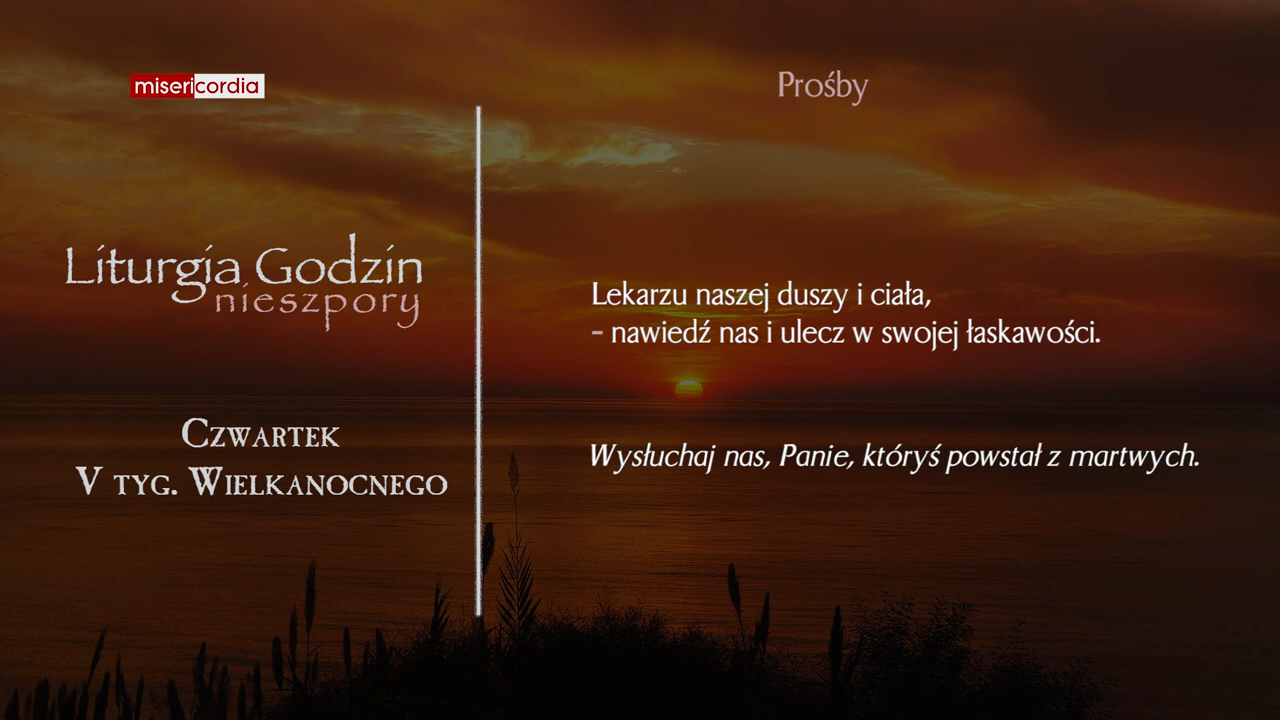 misericordia
Liturgia Godzin
nieszpory
Czwartek
V tyg. Wielkanocnego
Prośby
Lekarzu naszej duszy i ciała,
- nawiedź nas i ulecz w swojej łaskawości.
Wysłuchaj nas, Panie, któryś powstał z martwych.